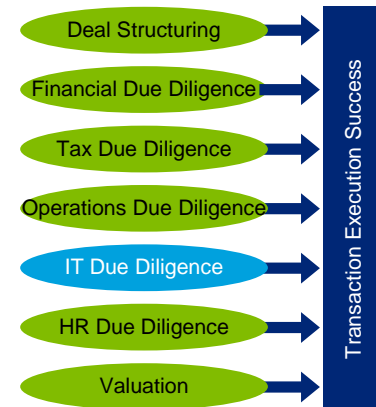 Deal Structuring
Financial Due Diligence
Tax Due Diligence
Operations Due Diligence
IT Due Diligence
HR Due Diligence
Valuation
Transaction Execution Success